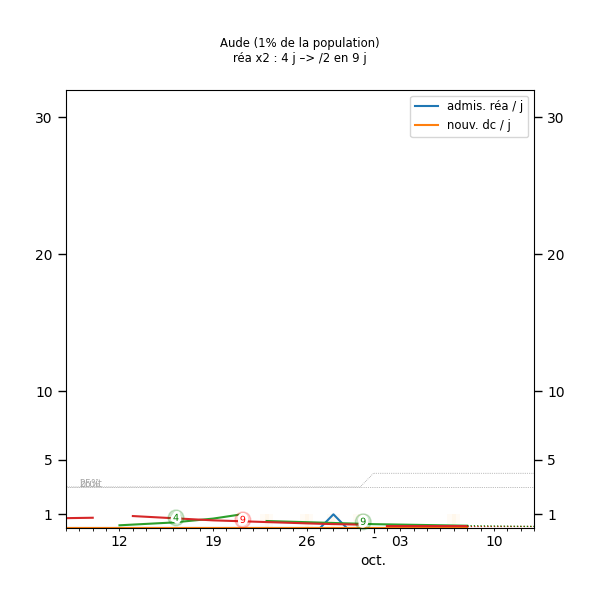 Aude (1% de la population)
réa x2 : 4 j –> /2 en 9 j
admis. réa / j
nouv. dc / j
30 30
20 20
10 10
5 5
1 1
4 9 9
12 19 26 - 03 10
oct.